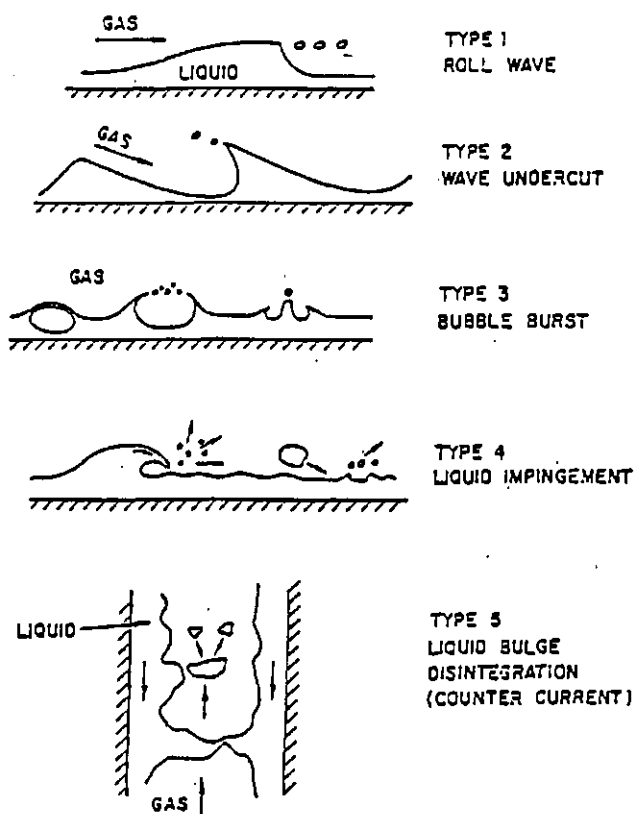 GAS
LIQUID
TYPE 1
ROLL WAVE
GAS
TYPE 2
WAVE UNDERCUT
GAS
TYPE 3
BUBBLE BURST
TYPE 4
LIQUID IMPINGEMENT
LIQUID
TYPE 5
LIQUID BULGE
DISINTEGRATION
(COUNTER CURRENT)
GAS